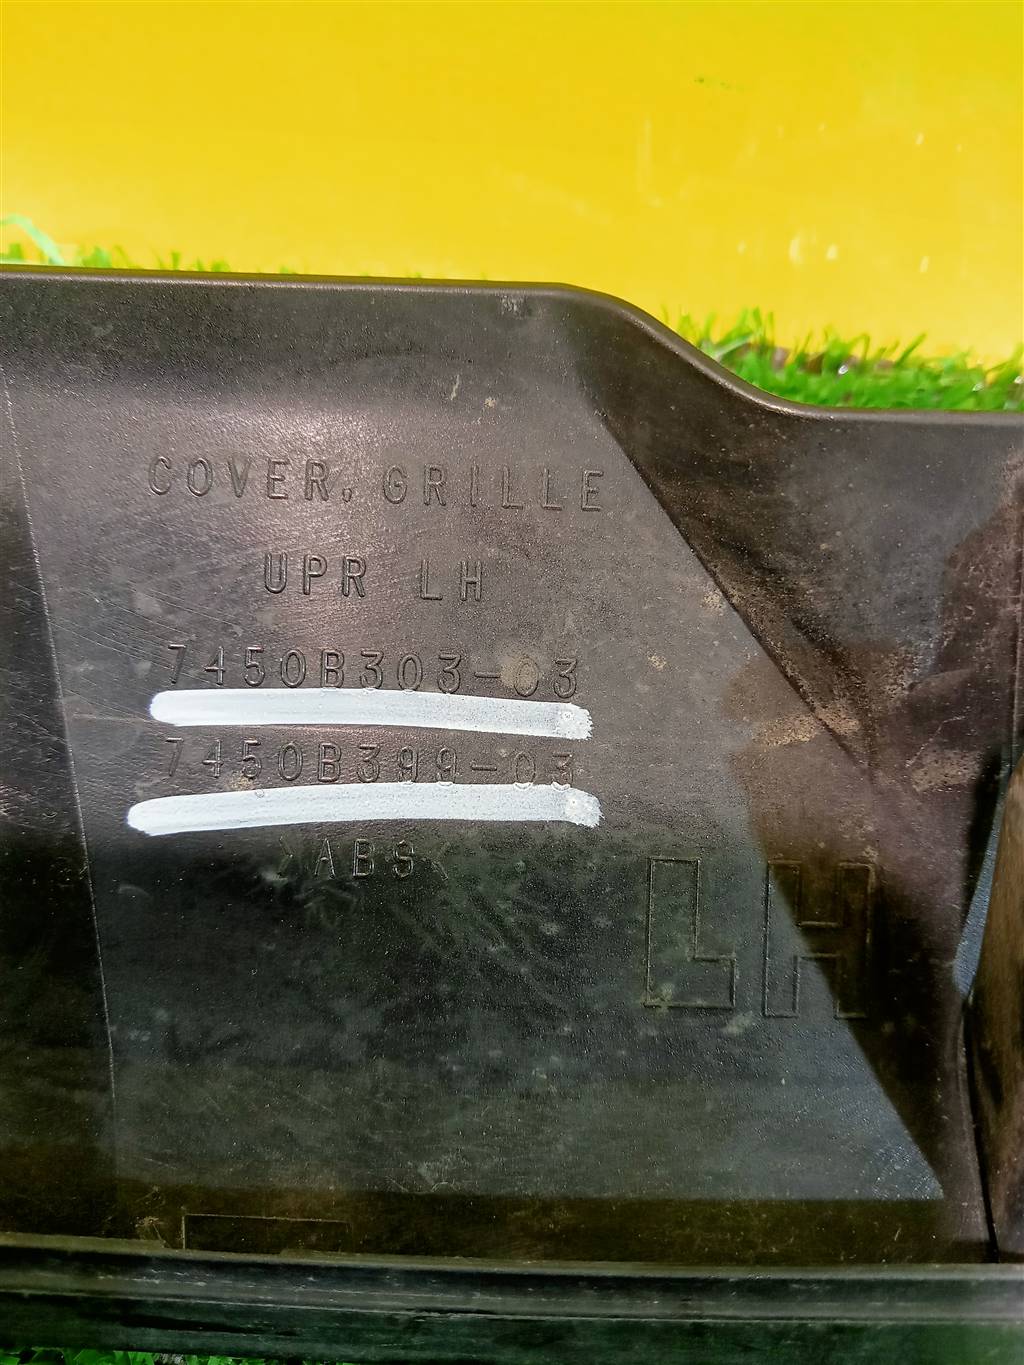 COVER, GRILLE
UPR LH
7450B303-03
7450B399-03
>ABS<
LH